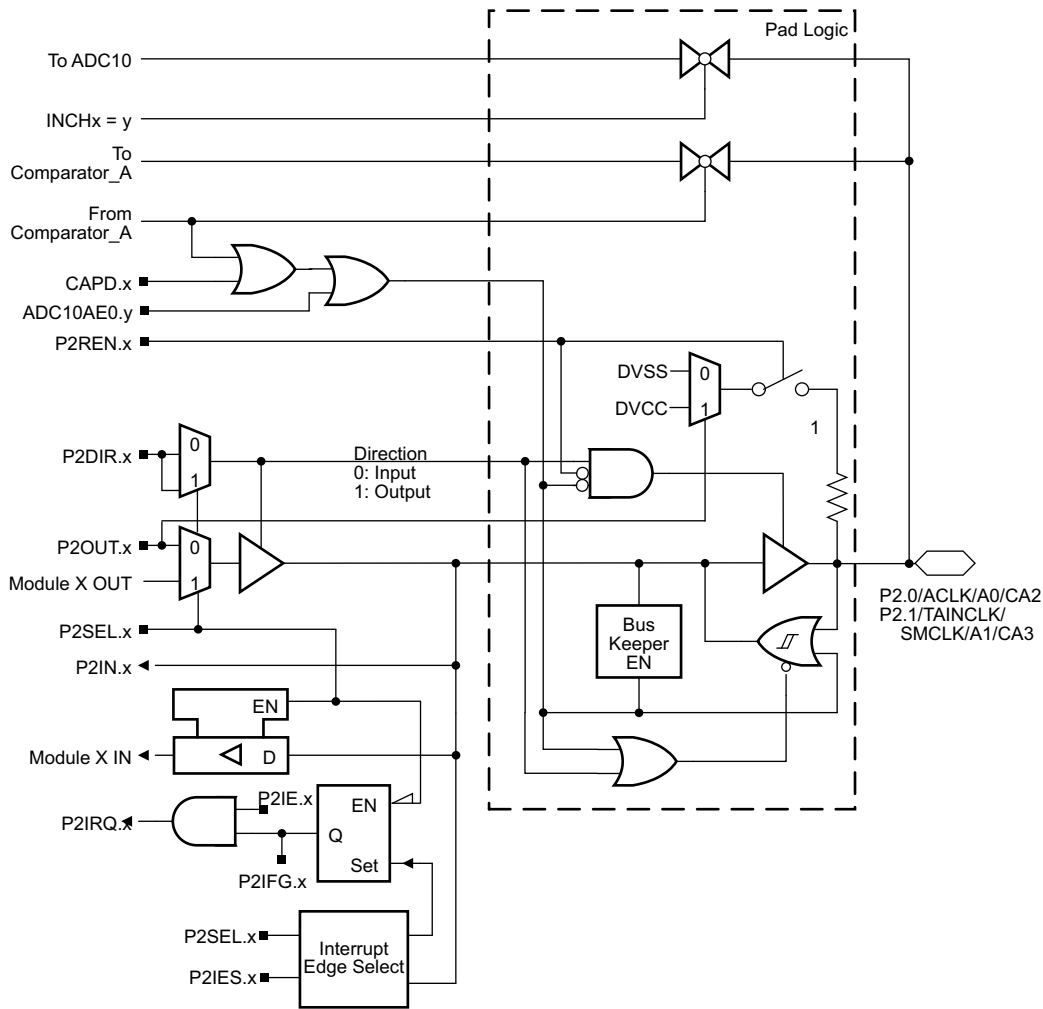 Pad Logic
To ADC10
INCHx = y
To
Comparator_A
From
Comparator_A
CAPD.x
ADC10AE0.y
P2REN.x
DVSS
0
DVCC
1
1
P2DIR.x
0
1
Direction
0: Input
1: Output
P2OUT.x
0
Module X OUT
1
P2.0/ACLK/A0/CA2
P2.1/TAINCLK/
SMCLK/A1/CA3
P2SEL.x
Bus
Keeper
EN
P2IN.x
EN
Module X IN
D
P2IE.x
EN
P2IRQ.x
Q
Set
P2IFG.x
P2SEL.x
Interrupt
Edge Select
P2IES.x